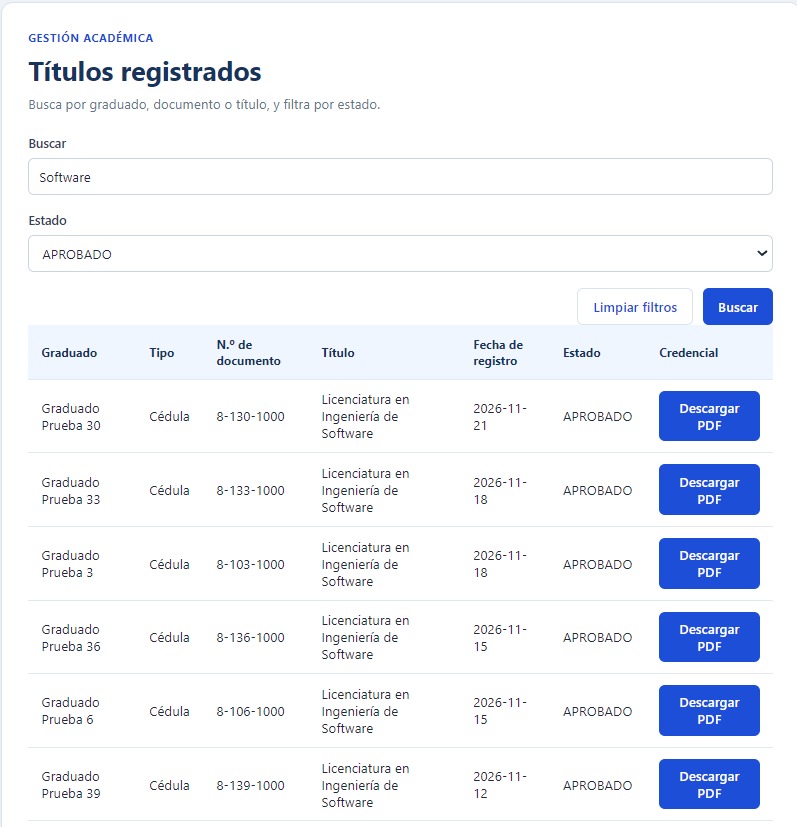 GESTIÓN ACADÉMICA
Títulos registrados
Busca por graduado, documento o título, y filtra por estado.
Buscar
Software
Estado
APROBADO
Limpiar filtros
Buscar
Graduado
Tipo
N.º de
documento
Título
Fecha de
registro
Estado
Credencial
Graduado
Prueba 30
Cédula
8-130-1000
Licenciatura en
Ingeniería de
Software
2026-11-
21
APROBADO
Descargar
PDF
Graduado
Prueba 33
Cédula
8-133-1000
Licenciatura en
Ingeniería de
Software
2026-11-
18
APROBADO
Descargar
PDF
Graduado
Prueba 3
Cédula
8-103-1000
Licenciatura en
Ingeniería de
Software
2026-11-
18
APROBADO
Descargar
PDF
Graduado
Prueba 36
Cédula
8-136-1000
Licenciatura en
Ingeniería de
Software
2026-11-
15
APROBADO
Descargar
PDF
Graduado
Prueba 6
Cédula
8-106-1000
Licenciatura en
Ingeniería de
Software
2026-11-
15
APROBADO
Descargar
PDF
Graduado
Prueba 39
Cédula
8-139-1000
Licenciatura en
Ingeniería de
Software
2026-11-
12
APROBADO
Descargar
PDF